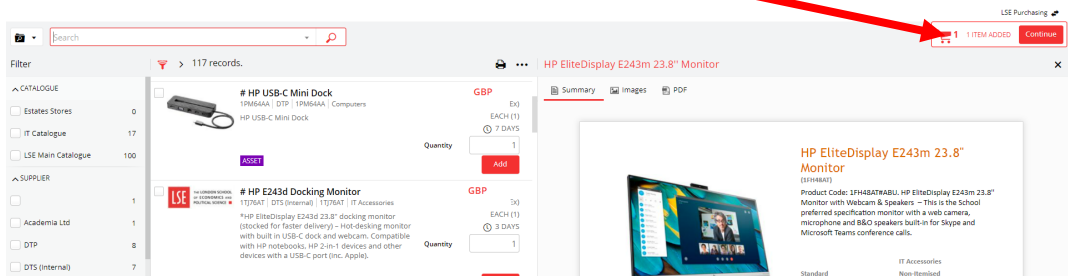 LSE Purchasing
Search
1 1 ITEM ADDED Continue
Filter
117 records.
HP EliteDisplay E243m 23.8" Monitor
CATALOGUE
Estates Stores 0
IT Catalogue 17
LSE Main Catalogue 100
SUPPLIER
1
Academia Ltd 1
DTP 8
DTS (Internal) 7
# HP USB-C Mini Dock
1PM64AA DTP 1PM64AA Computers
HP USB-C Mini Dock
ASSET
GBP
EACH (1)
7 DAYS
Quantity 1
Add
LSE THE LONDON SCHOOL
OF ECONOMICS AND
POLITICAL SCIENCE
# HP E243d Docking Monitor
1TJ76AT DTS (Internal) 1TJ76AT IT Accessories
*HP EliteDisplay E243d 23.8" docking monitor
(stocked for faster delivery) – Hot-desking monitor
with built in USB-C dock and webcam. Compatible
with HP notebooks, HP 2-in-1 devices and other
devices with a USB-C port (inc. Apple).
GBP
EACH (1)
3 DAYS
Quantity 1
Summary Images PDF
HP EliteDisplay E243m 23.8"
Monitor
(1FH48AT)
Product Code: 1FH48AT#ABU. HP EliteDisplay E243m 23.8"
Monitor with Webcam & Speakers – This is the School
preferred specification monitor with a web camera,
microphone and B&O speakers built-in for Skype and
Microsoft Teams conference calls.
IT Accessories
Standard Non-Itemised